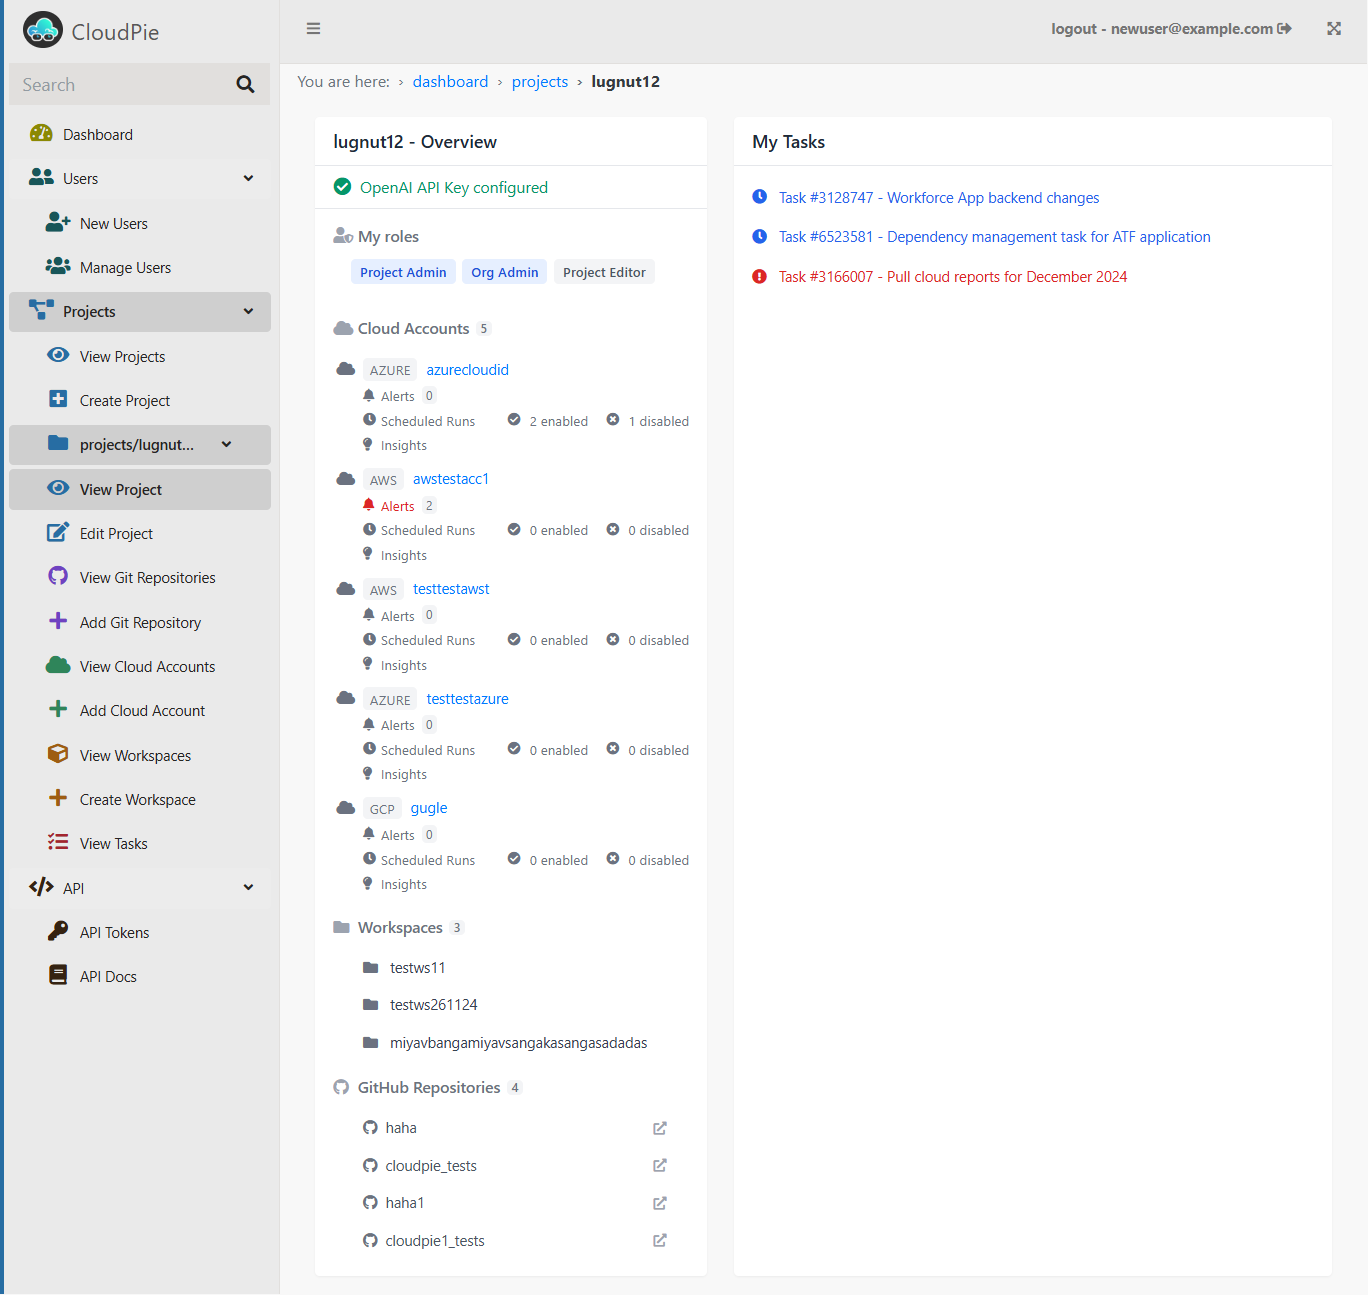 CloudPie
logout - newuser@example.com
Search
Dashboard
Users
New Users
Manage Users
Projects
View Projects
Create Project
projects/lugnut...
View Project
Edit Project
View Git Repositories
Add Git Repository
View Cloud Accounts
Add Cloud Account
View Workspaces
Create Workspace
View Tasks
API
API Tokens
API Docs
You are here: › dashboard › projects › lugnut12
lugnut12 - Overview
OpenAI API Key configured
My roles
Project Admin Org Admin Project Editor
Cloud Accounts 5
AZURE azurecloudid
Alerts 0
Scheduled Runs 2 enabled 1 disabled
Insights
AWS awstestacc1
Alerts 2
Scheduled Runs 0 enabled 0 disabled
Insights
AWS testtestawst
Alerts 0
Scheduled Runs 0 enabled 0 disabled
Insights
AZURE testtestazure
Alerts 0
Scheduled Runs 0 enabled 0 disabled
Insights
GCP gugle
Alerts 0
Scheduled Runs 0 enabled 0 disabled
Insights
Workspaces 3
testws11
testws261124
miyavbangamiyavsangakasangasadadas
GitHub Repositories 4
haha
cloudpie_tests
haha1
cloudpie1_tests
My Tasks
Task #3128747 - Workforce App backend changes
Task #6523581 - Dependency management task for ATF application
Task #3166007 - Pull cloud reports for December 2024